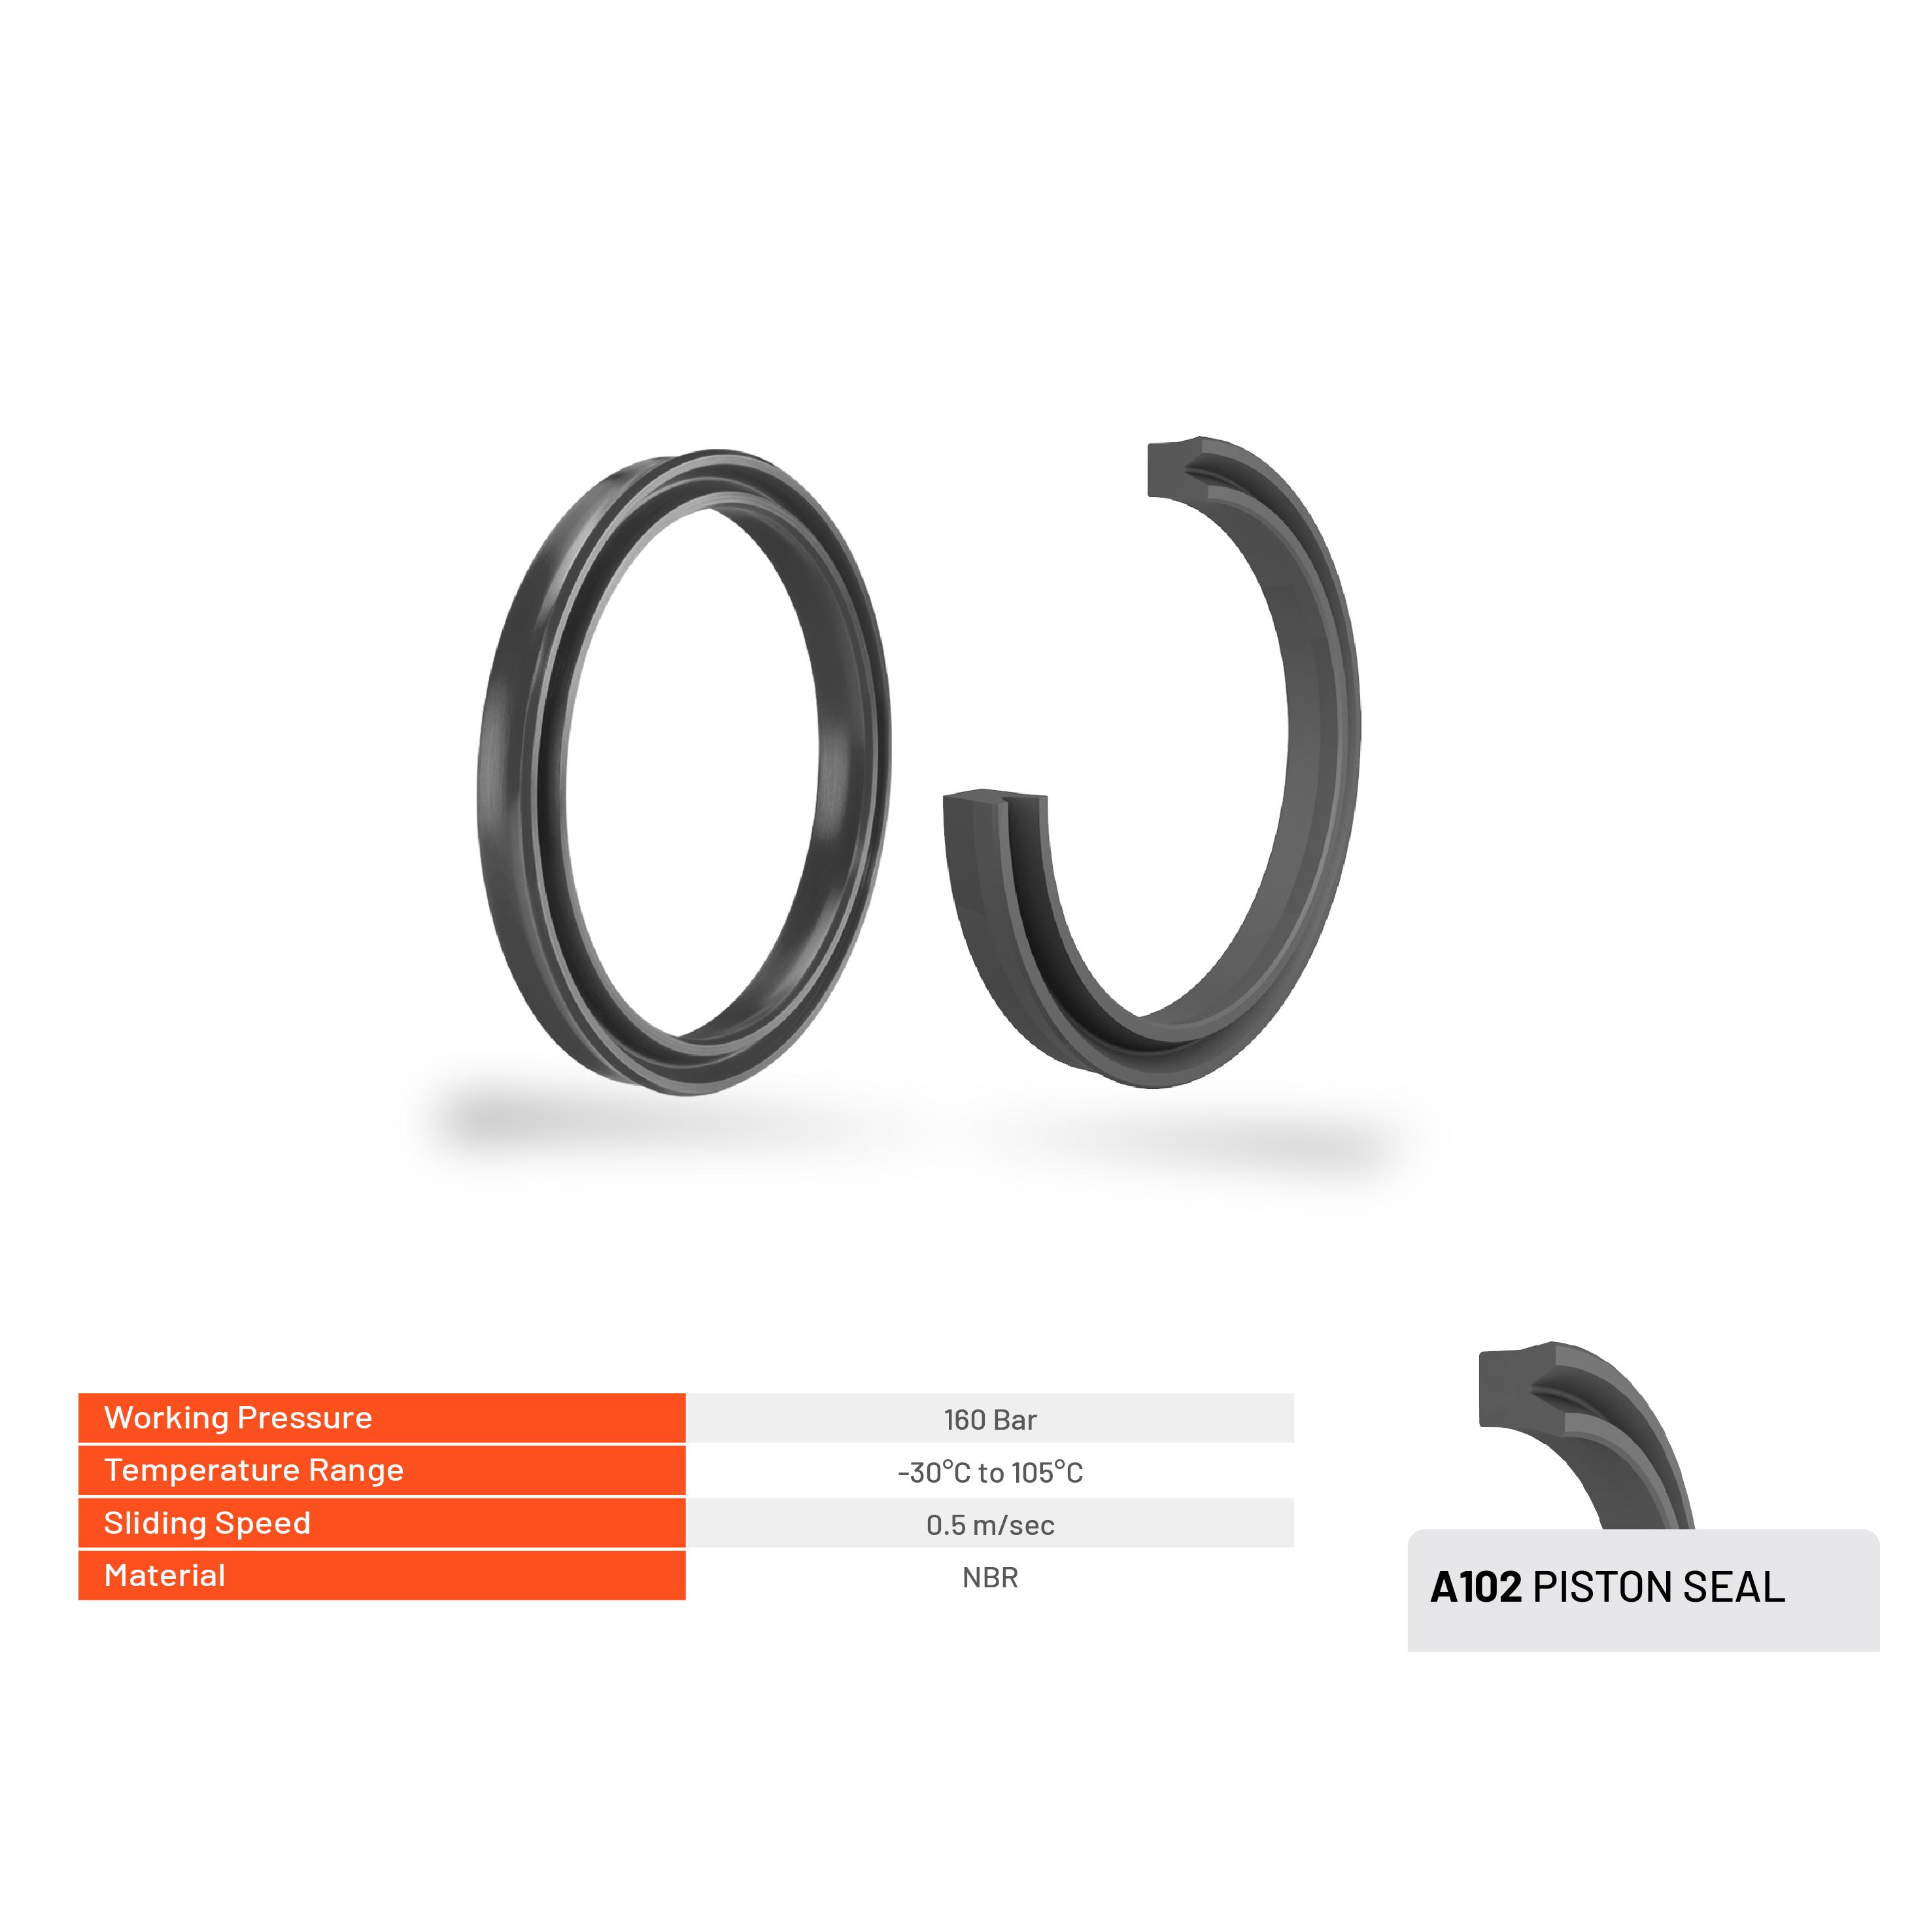 Working Pressure 160 Bar
Temperature Range -30°C to 105°C
Sliding Speed 0.5 m/sec
Material NBR
A102 PISTON SEAL